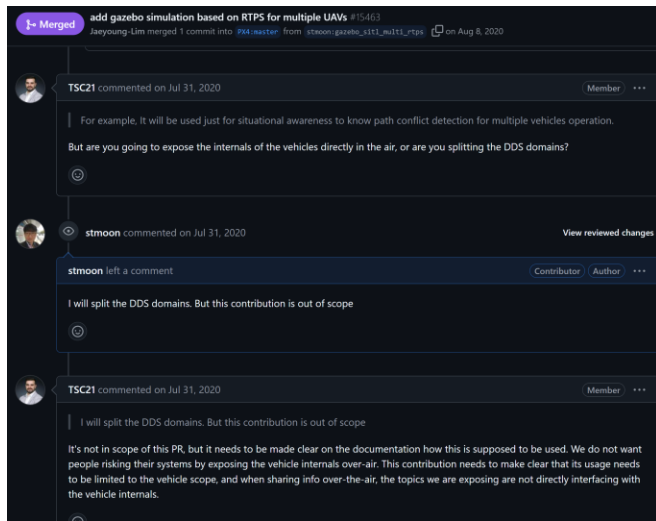 Merged
add gazebo simulation based on RTPS for multiple UAVs #15463
Jaeyoung-Lim merged 1 commit into PX4:master from stmoon:gazebo_sitl_multi_rtps on Aug 8, 2020
TSC21 commented on Jul 31, 2020
Member
For example, It will be used just for situational awareness to know path conflict detection for multiple vehicles operation.
But are you going to expose the internals of the vehicles directly in the air, or are you splitting the DDS domains?
stmoon commented on Jul 31, 2020
View reviewed changes
stmoon left a comment
Contributor
Author
I will split the DDS domains. But this contribution is out of scope
TSC21 commented on Jul 31, 2020
Member
I will split the DDS domains. But this contribution is out of scope
It's not in scope of this PR, but it needs to be made clear on the documentation how this is supposed to be used. We do not want
people risking their systems by exposing the vehicle internals over-air. This contribution needs to make clear that its usage needs
to be limited to the vehicle scope, and when sharing info over-the-air, the topics we are exposing are not directly interfacing with
the vehicle internals.